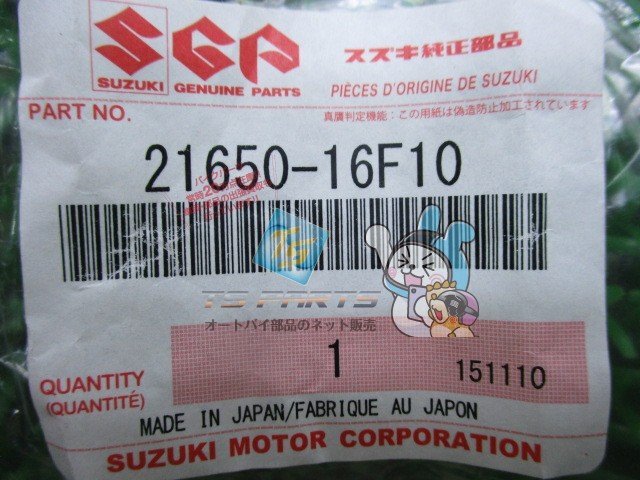 SUZUKI
SGP
GENUINE PARTS
スズキ純正部品
PIÈCES D'ORIGINE DE SUZUKI
PART NO.
真贋判定機能：この用紙は偽造防止加工されています
21650-16F10
TS
TS PARTS
オートバイ部品のネット販売
QUANTITY
(QUANTITÉ)
1
151110
MADE IN JAPAN/FABRIQUE AU JAPON
SUZUKI MOTOR CORPORATION